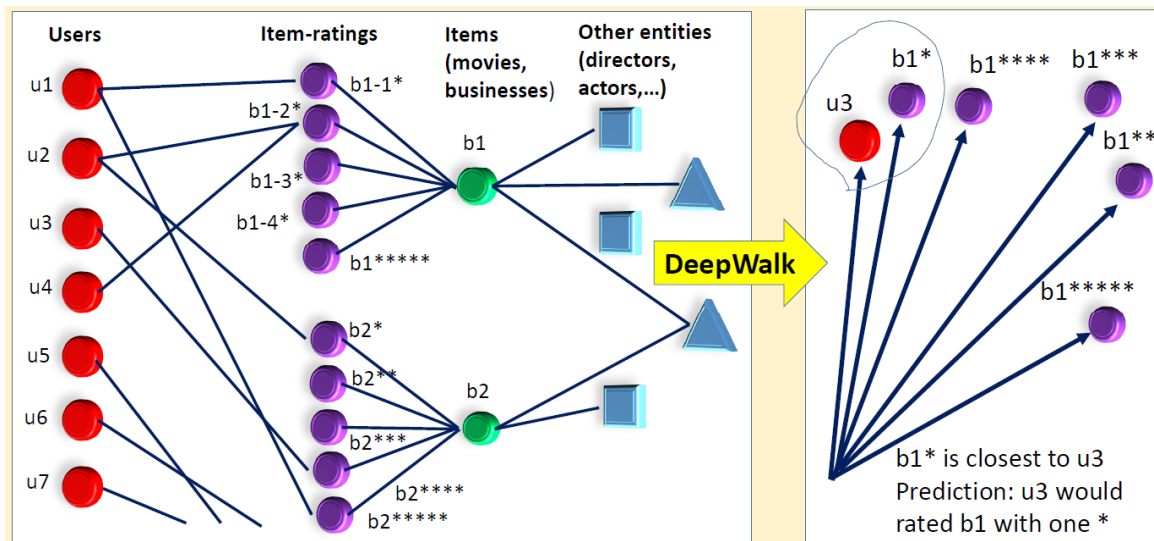 Users
Item-ratings
Items
(movies,
businesses)
Other entities
(directors,
actors,...)
u1
u2
u3
u4
u5
u6
u7
b1-1*
b1-2*
b1-3*
b1-4*
b1*****
b2*
b2**
b2***
b2****
b2*****
b1
b2
DeepWalk
u3
b1*
b1****
b1***
b1**
b1*****
b1* is closest to u3
Prediction: u3 would
rated b1 with one *